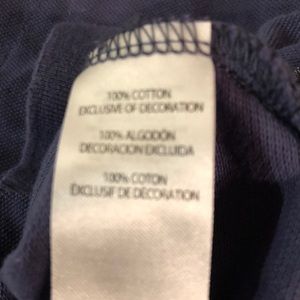 100% COTTON
EXCLUSIVE OF DECORATION
100% ALGODÓN
DECORACION EXCLUIDA
100% COTON
EXCLUSIF DE DÉCORATION